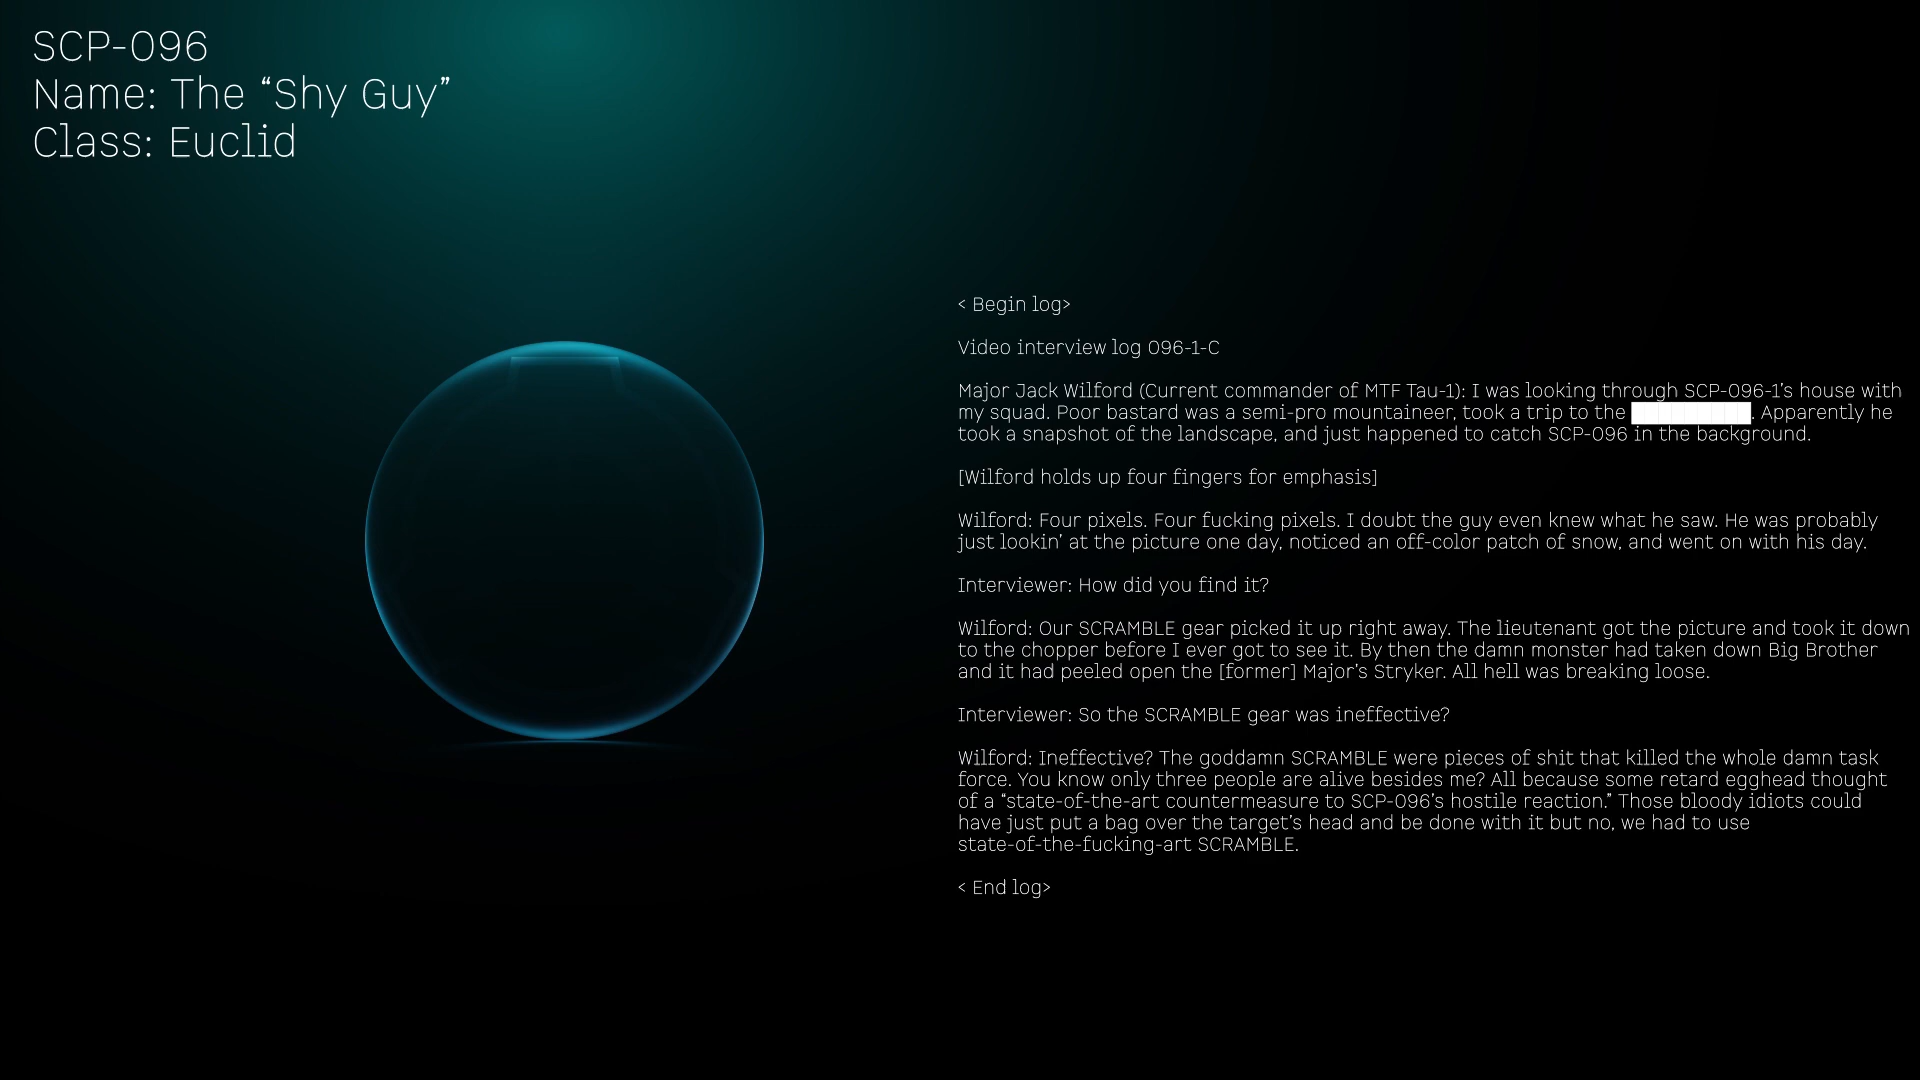 SCP-096
Name: The “Shy Guy”
Class: Euclid
< Begin log>
Video interview log 096-1-C
Major Jack Wilford (Current commander of MTF Tau-1): I was looking through SCP-096-1’s house with
my squad. Poor bastard was a semi-pro mountaineer, took a trip to the ██████████. Apparently he
took a snapshot of the landscape, and just happened to catch SCP-096 in the background.
[Wilford holds up four fingers for emphasis]
Wilford: Four pixels. Four fucking pixels. I doubt the guy even knew what he saw. He was probably
just lookin’ at the picture one day, noticed an off-color patch of snow, and went on with his day.
Interviewer: How did you find it?
Wilford: Our SCRAMBLE gear picked it up right away. The lieutenant got the picture and took it down
to the chopper before I ever got to see it. By then the damn monster had taken down Big Brother
and it had peeled open the [former] Major’s Stryker. All hell was breaking loose.
Interviewer: So the SCRAMBLE gear was ineffective?
Wilford: Ineffective? The goddamn SCRAMBLE were pieces of shit that killed the whole damn task
force. You know only three people are alive besides me? All because some retard egghead thought
of a “state-of-the-art countermeasure to SCP-096’s hostile reaction.” Those bloody idiots could
have just put a bag over the target’s head and be done with it but no, we had to use
state-of-the-fucking-art SCRAMBLE.
< End log>